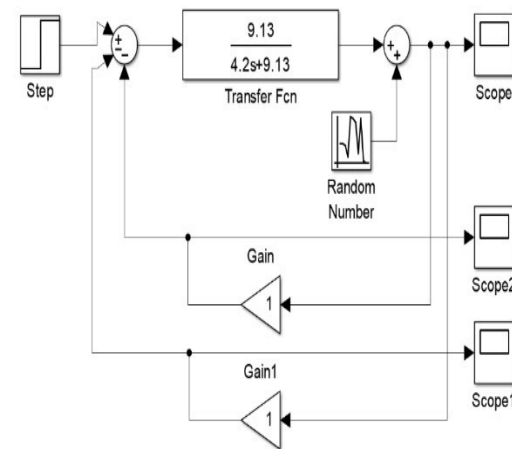 Step
+
−
−
9.13
4.2s+9.13
Transfer Fcn
+
+
Scope
Random
Number
Gain
1
Scope2
Gain1
1
Scope1